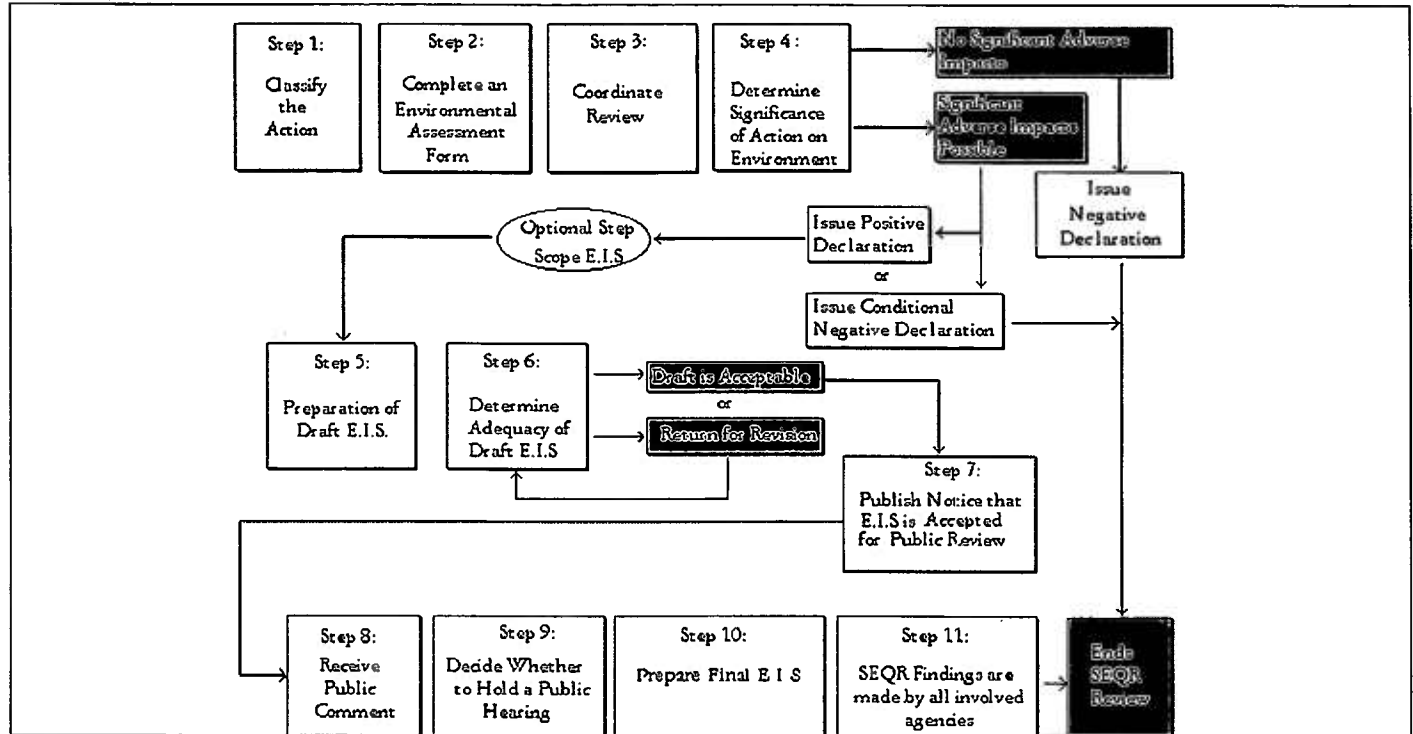 Step 1:
Classify
the
Action
Step 2:
Complete an
Environmental
Assessment
Form
Step 3:
Coordinate
Review
Step 4:
Determine
Significance
of Action on
Environment
No Significant Adverse
Impacts
Significant
Adverse Impacts
Possible
Issue
Negative
Declaration
Issue Positive
Declaration
or
Issue Conditional
Negative Declaration
Optional Step
Scope E.I.S
Step 5:
Preparation of
Draft E.I.S.
Step 6:
Determine
Adequacy of
Draft E.I.S
Draft is Acceptable
or
Return for Revision
Step 7:
Publish Notice that
E.I.S is Accepted
for Public Review
Step 8:
Receive
Public
Comment
Step 9:
Decide Whether
to Hold a Public
Hearing
Step 10:
Prepare Final E I S
Step 11:
SEQR Findings are
made by all involved
agencies
Ends
SEQR
Review